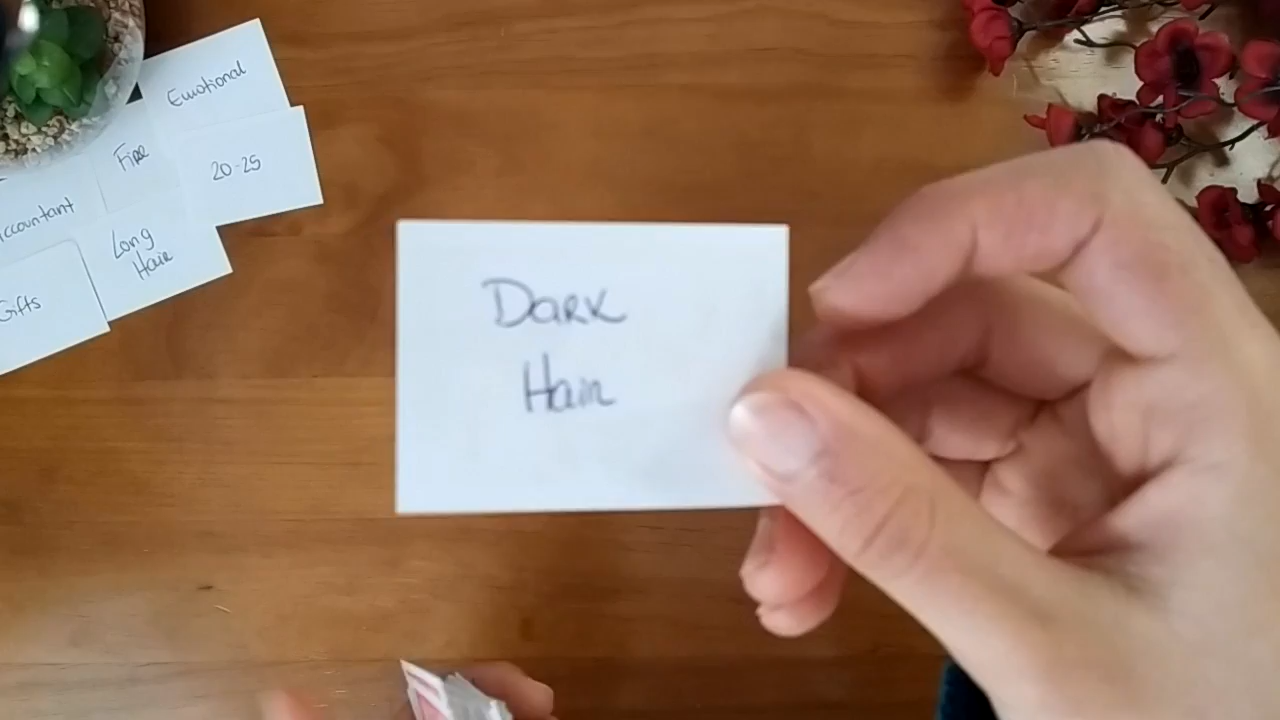 Emotional
Fire
20-25
ccountant
Long
Hair
Gifts
Dark
Hair